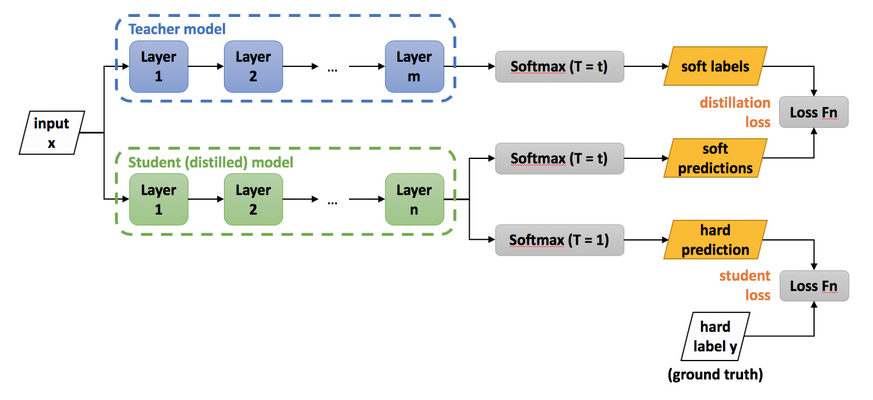 Teacher model
Layer
1
Layer
2
...
Layer
m
Softmax (T = t)
soft labels
input
x
distillation
loss
Loss Fn
Student (distilled) model
Layer
1
Layer
2
...
Layer
n
Softmax (T = t)
soft
predictions
Softmax (T = 1)
hard
prediction
student
loss
Loss Fn
hard
label y
(ground truth)